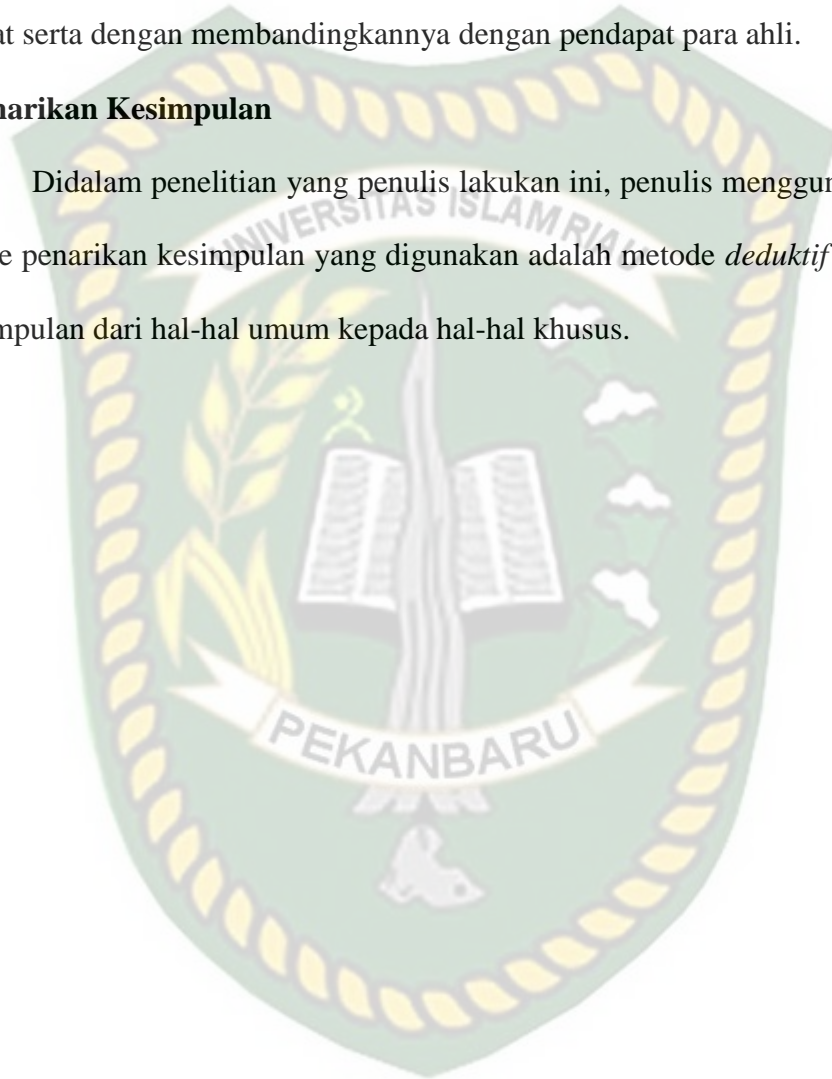 at serta dengan membandingkannya dengan pendapat para ahli.
narikan Kesimpulan
Didalam penelitian yang penulis lakukan ini, penulis menggun
e penarikan kesimpulan yang digunakan adalah metode deduktif
mpulan dari hal-hal umum kepada hal-hal khusus.
UNIVERSITAS ISLAM RIAU
PEKANBARU